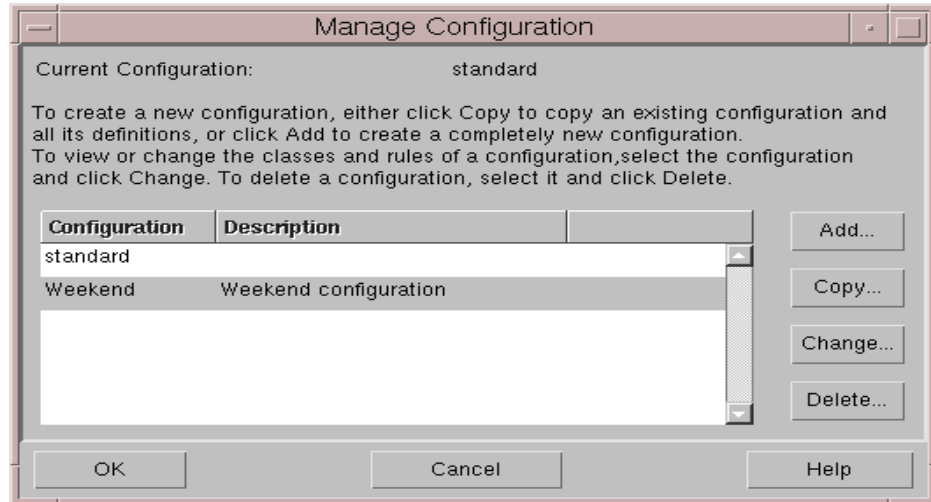 Manage Configuration
Current Configuration: standard
To create a new configuration, either click Copy to copy an existing configuration and
all its definitions, or click Add to create a completely new configuration.
To view or change the classes and rules of a configuration,select the configuration
and click Change. To delete a configuration, select it and click Delete.
Configuration Description
standard
Weekend Weekend configuration
Add...
Copy...
Change...
Delete...
OK Cancel Help